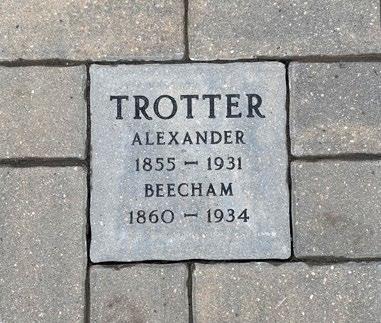 TROTTER
ALEXANDER
1855 — 1931
BEECHAM
1860 — 1934